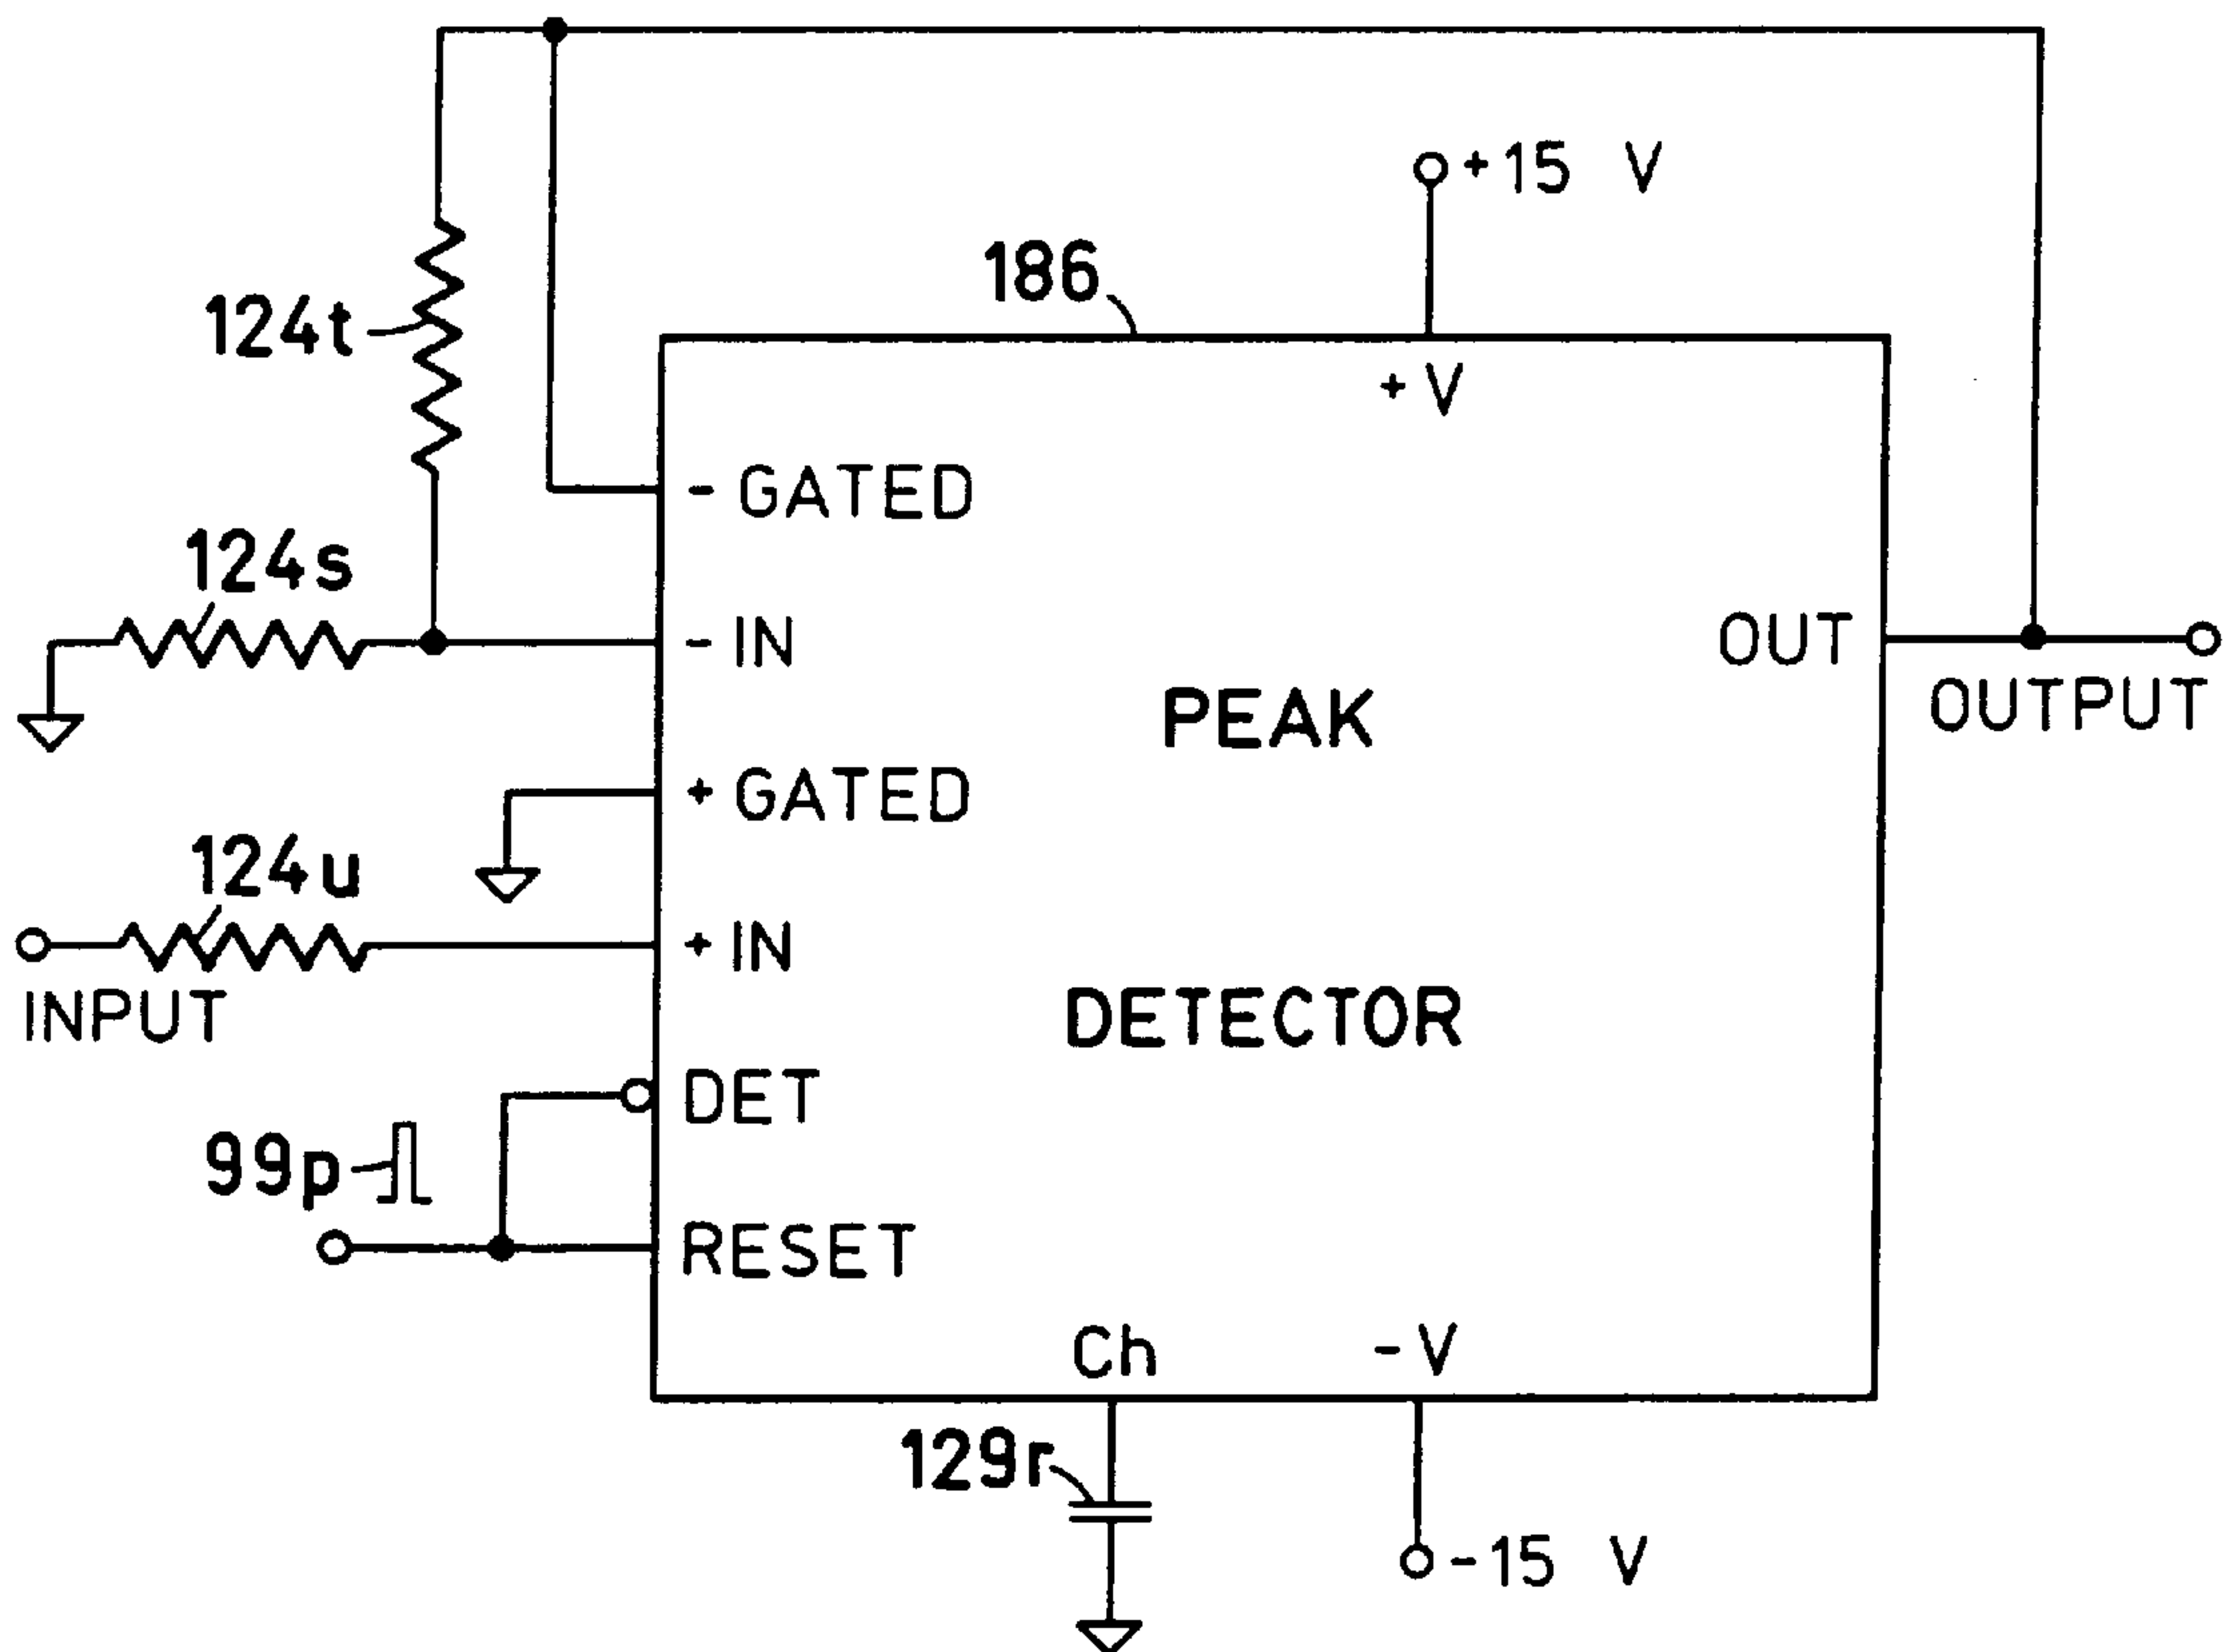 +15 V
186
124t
+V
- GATED
124s
- IN
OUT
PEAK
OUTPUT
+ GATED
124u
+ IN
INPUT
DETECTOR
DET
99p
RESET
Ch
-V
129r
-15 V